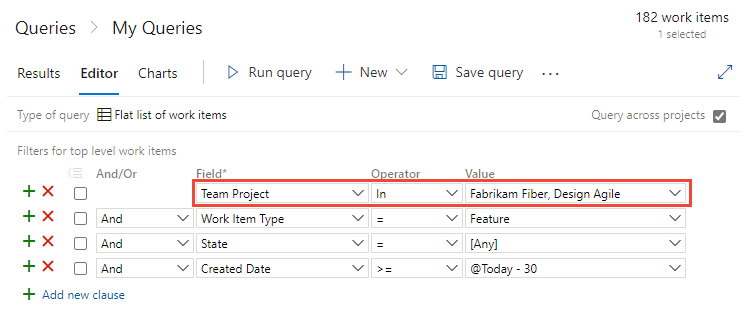 Queries > My Queries
182 work items
1 selected
Results Editor Charts Run query New Save query ...
Type of query Flat list of work items Query across projects
Filters for top level work items
And/Or Field* Operator Value
Team Project In Fabrikam Fiber, Design Agile
And Work Item Type = Feature
And State = [Any]
And Created Date >= @Today - 30
Add new clause